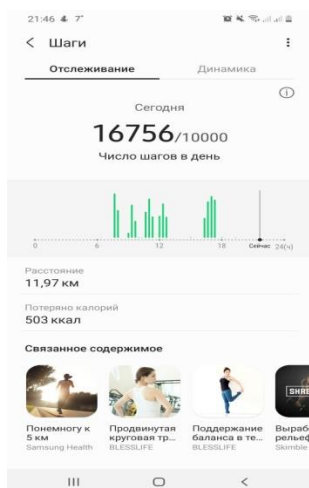 21:46 7°
Шаги
Отслеживание Динамика
Сегодня
16756/10000
Число шагов в день
0 6 12 18 Сейчас 24(ч)
Расстояние
11,97 км
Потеряно калорий
503 ккал
Связанное содержимое
SHRE
Понемногу к
5 км
Samsung Health
Продвинутая
круговая тр...
BLESSLIFE
Поддержание
баланса в те...
BLESSLIFE
Выраб
рельеф
Skimble